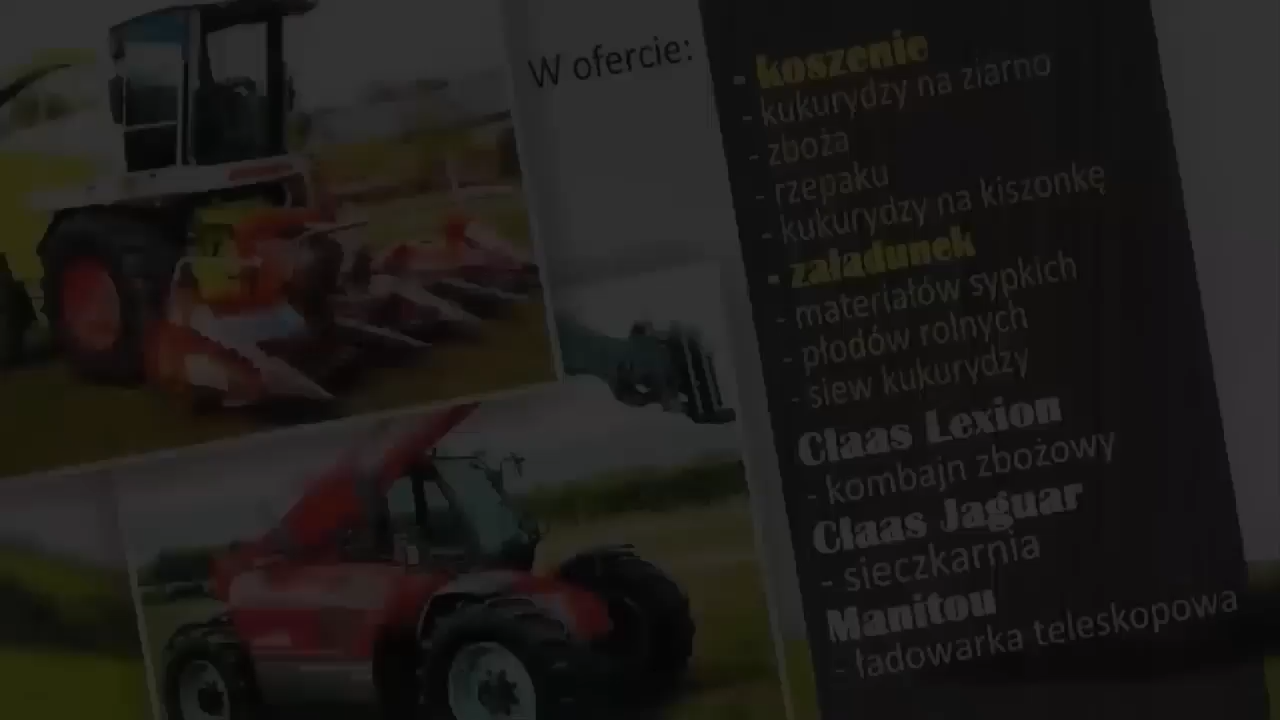 W ofercie:
- koszenie
- kukurydzy na ziarno
- zboża
- rzepaku
- kukurydzy na kiszonkę
- załadunek
- materiałów sypkich
- płodów rolnych
- siew kukurydzy
Claas Lexion
- kombajn zbożowy
Claas Jaguar
- sieczkarnia
Manitou
- ładowarka teleskopowa